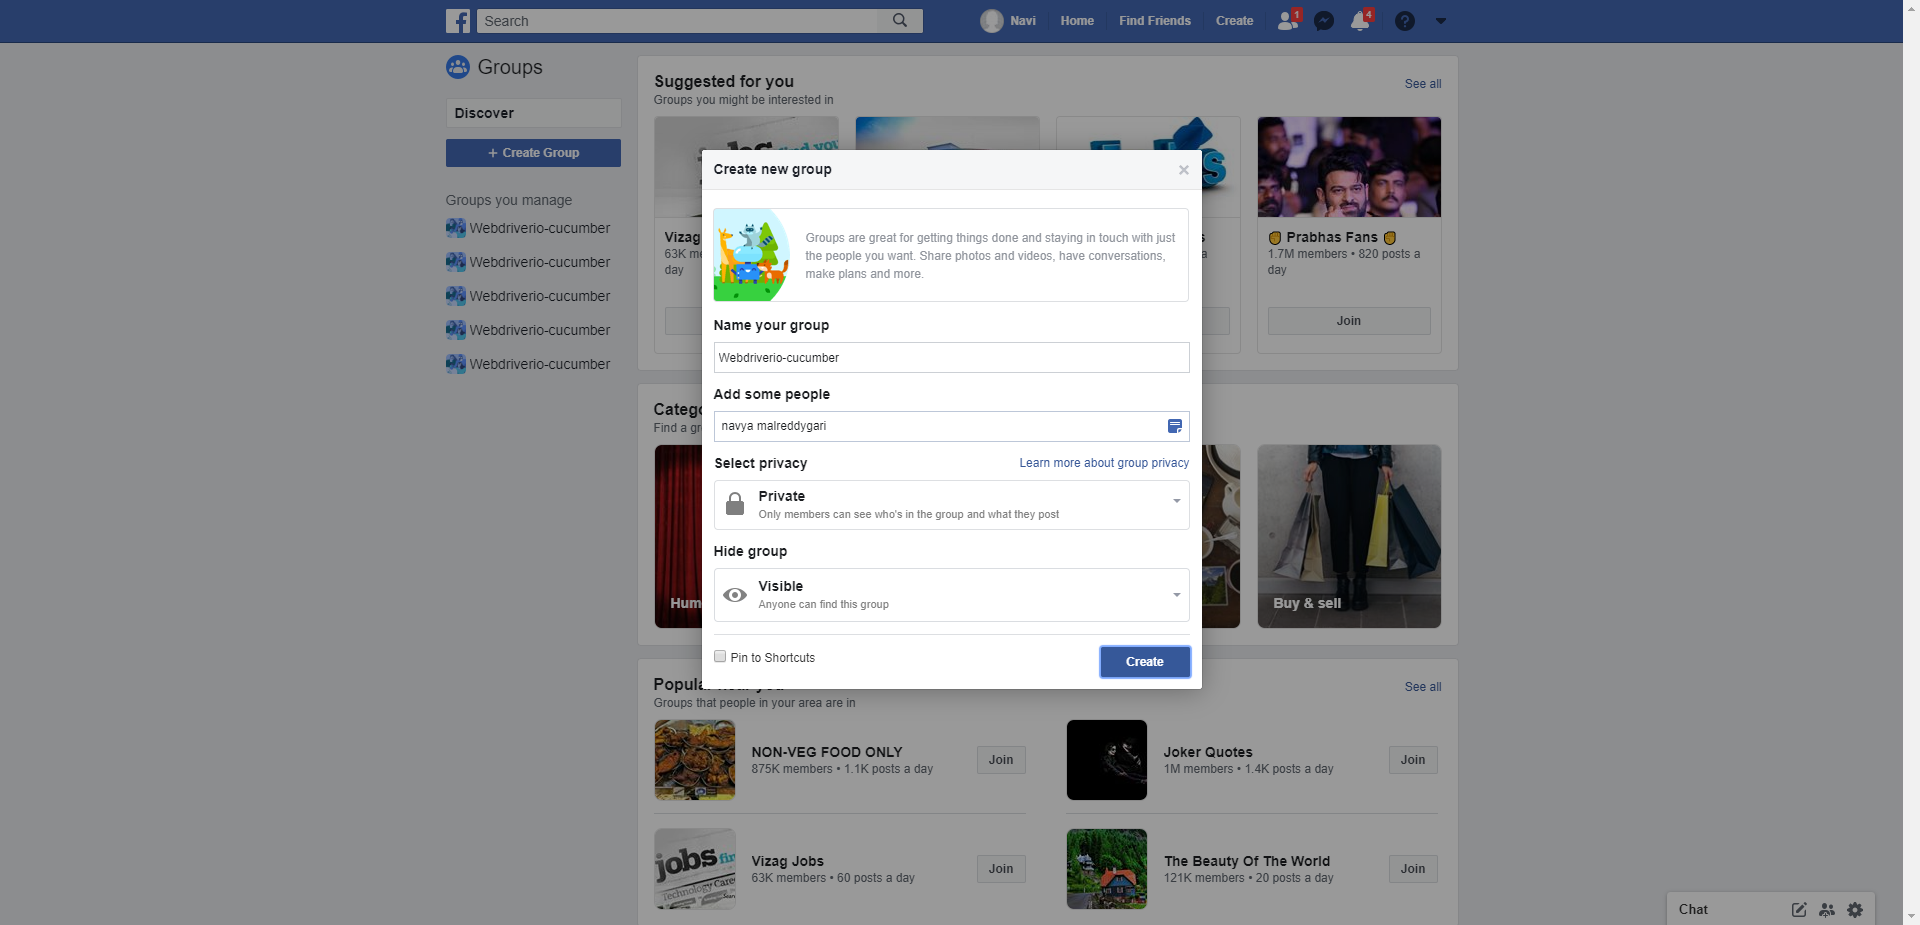 Search
Navi
Home
Find Friends
Create
1
4
Groups
Discover
+ Create Group
Groups you manage
Webdriverio-cucumber
Webdriverio-cucumber
Webdriverio-cucumber
Webdriverio-cucumber
Webdriverio-cucumber
Suggested for you
See all
Groups you might be interested in
Vizag
63K me
day
Prabhas Fans
1.7M members • 820 posts a
day
Join
Create new group
Groups are great for getting things done and staying in touch with just
the people you want. Share photos and videos, have conversations,
make plans and more.
Name your group
Webdriverio-cucumber
Add some people
navya malreddygari
Select privacy
Learn more about group privacy
Private
Only members can see who's in the group and what they post
Hide group
Visible
Anyone can find this group
Pin to Shortcuts
Create
Catego
Find a gr
Hum
Buy & sell
Popular near you
See all
Groups that people in your area are in
NON-VEG FOOD ONLY
875K members • 1.1K posts a day
Join
Joker Quotes
1M members • 1.4K posts a day
Join
jobs
Technology
Vizag Jobs
63K members • 60 posts a day
Join
The Beauty Of The World
121K members • 20 posts a day
Join
Chat